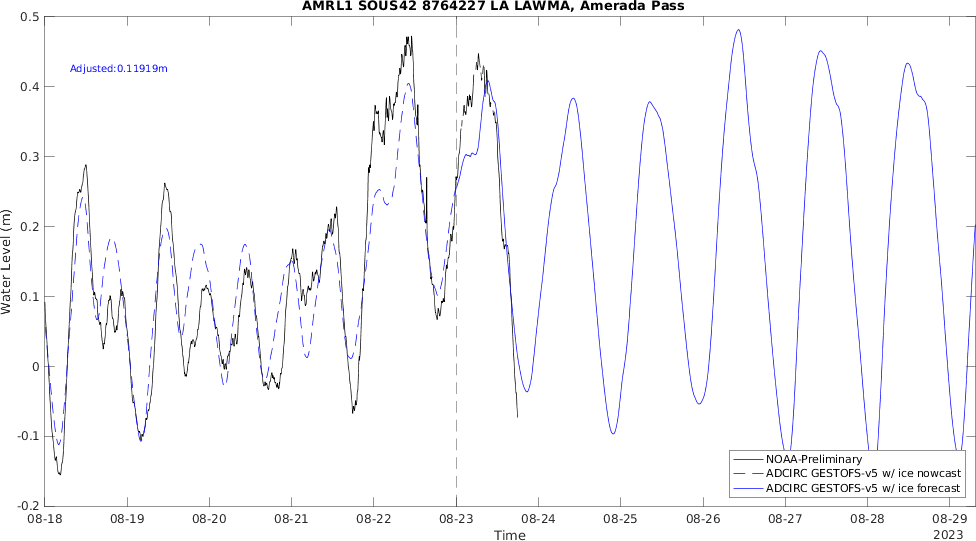 AMRL1 SOUS42 8764227 LA LAWMA, Amerada Pass
Adjusted:0.11919m
Water Level (m)
0.5
0.4
0.3
0.2
0.1
0
-0.1
-0.2
NOAA-Preliminary
ADCIRC GESTOFS-v5 w/ ice nowcast
ADCIRC GESTOFS-v5 w/ ice forecast
08-18 08-19 08-20 08-21 08-22 08-23 08-24 08-25 08-26 08-27 08-28 08-29
Time
2023